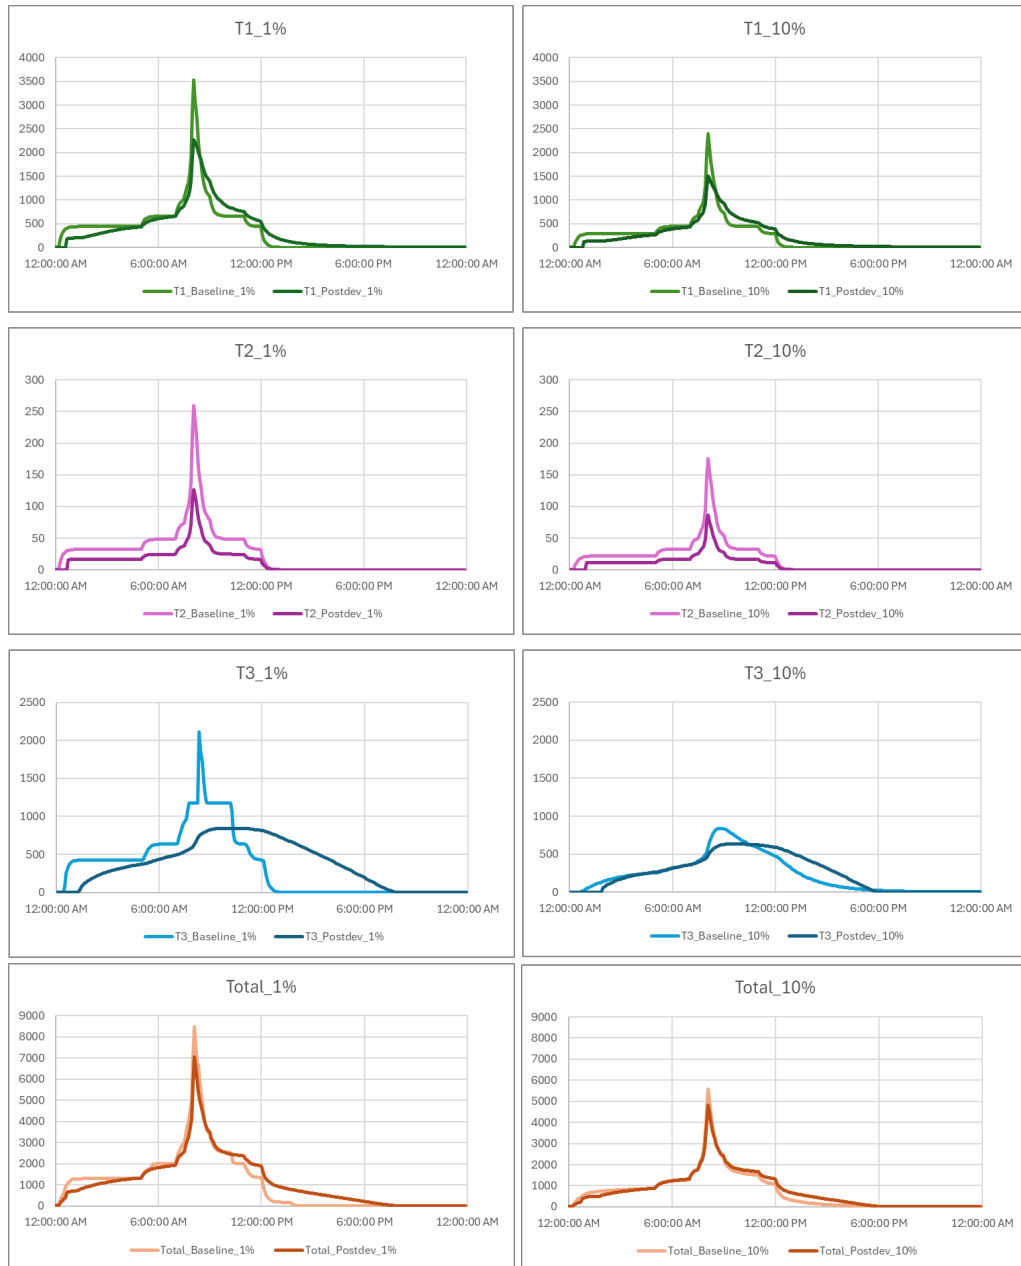 T1_1%
4000
3500
3000
2500
2000
1500
1000
500
0
12:00:00 AM 6:00:00 AM 12:00:00 PM 6:00:00 PM 12:00:00 AM
T1_Baseline_1% T1_Postdev_1%
T1_10%
4000
3500
3000
2500
2000
1500
1000
500
0
12:00:00 AM 6:00:00 AM 12:00:00 PM 6:00:00 PM 12:00:00 AM
T1_Baseline_10% T1_Postdev_10%
T2_1%
300
250
200
150
100
50
0
12:00:00 AM 6:00:00 AM 12:00:00 PM 6:00:00 PM 12:00:00 AM
T2_Baseline_1% T2_Postdev_1%
T2_10%
300
250
200
150
100
50
0
12:00:00 AM 6:00:00 AM 12:00:00 PM 6:00:00 PM 12:00:00 AM
T2_Baseline_10% T2_Postdev_10%
T3_1%
2500
2000
1500
1000
500
0
12:00:00 AM 6:00:00 AM 12:00:00 PM 6:00:00 PM 12:00:00 AM
T3_Baseline_1% T3_Postdev_1%
T3_10%
2500
2000
1500
1000
500
0
12:00:00 AM 6:00:00 AM 12:00:00 PM 6:00:00 PM 12:00:00 AM
T3_Baseline_10% T3_Postdev_10%
Total_1%
9000
8000
7000
6000
5000
4000
3000
2000
1000
0
12:00:00 AM 6:00:00 AM 12:00:00 PM 6:00:00 PM 12:00:00 AM
Total_Baseline_1% Total_Postdev_1%
Total_10%
9000
8000
7000
6000
5000
4000
3000
2000
1000
0
12:00:00 AM 6:00:00 AM 12:00:00 PM 6:00:00 PM 12:00:00 AM
Total_Baseline_10% Total_Postdev_10%